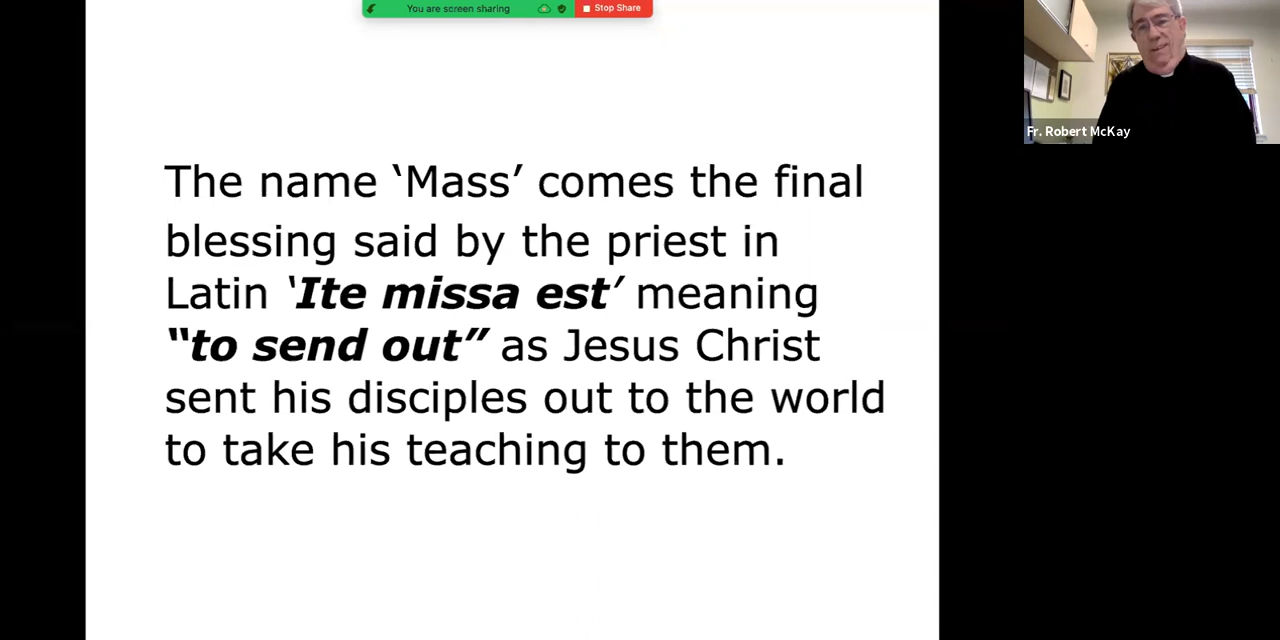 You are screen sharing
Stop Share
Fr. Robert McKay
The name ‘Mass’ comes the final
blessing said by the priest in
Latin ‘Ite missa est’ meaning
“to send out” as Jesus Christ
sent his disciples out to the world
to take his teaching to them.